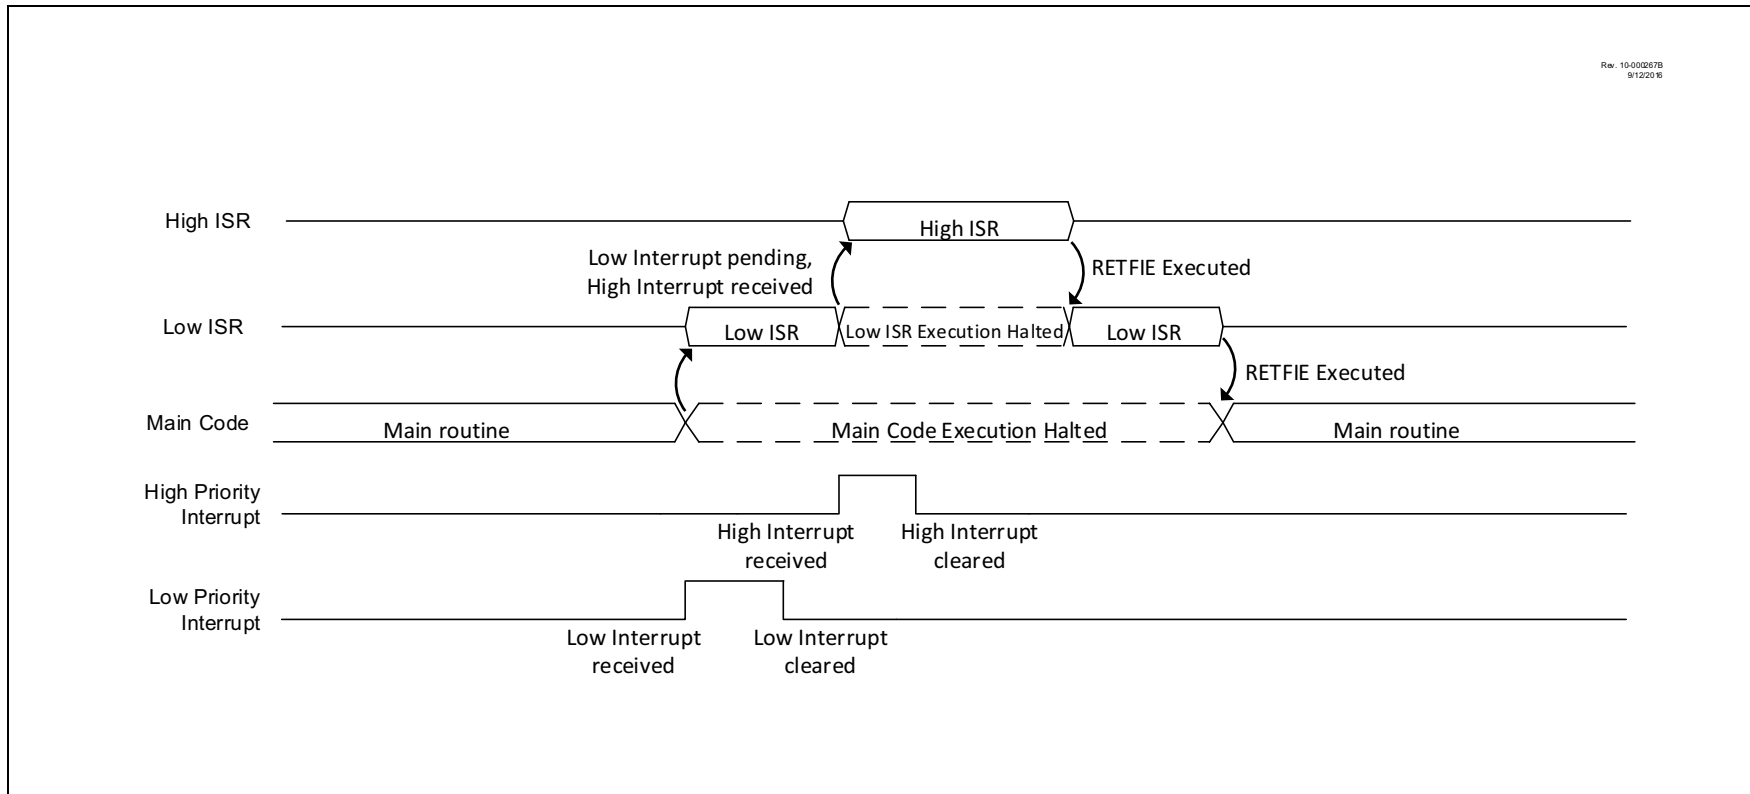 Rev. 10-000267B
9/12/2016
High ISR
High ISR
Low Interrupt pending,
High Interrupt received
RETFIE Executed
Low ISR
Low ISR
Low ISR Execution Halted
Low ISR
RETFIE Executed
Main Code
Main routine
Main Code Execution Halted
Main routine
High Priority
Interrupt
High Interrupt
received
High Interrupt
cleared
Low Priority
Interrupt
Low Interrupt
received
Low Interrupt
cleared